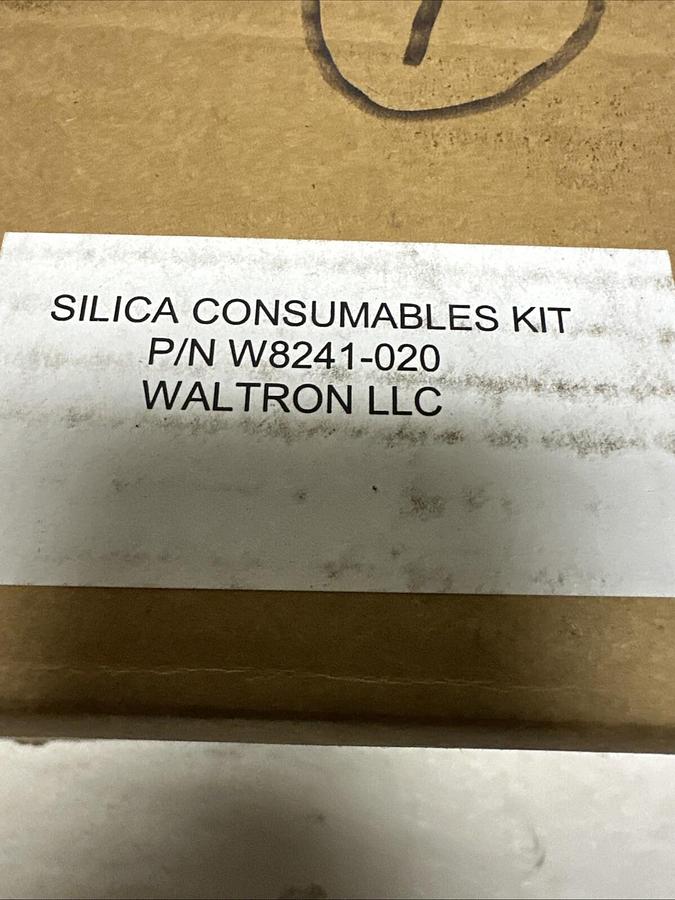 SILICA CONSUMABLES KIT
P/N W8241-020
WALTRON LLC